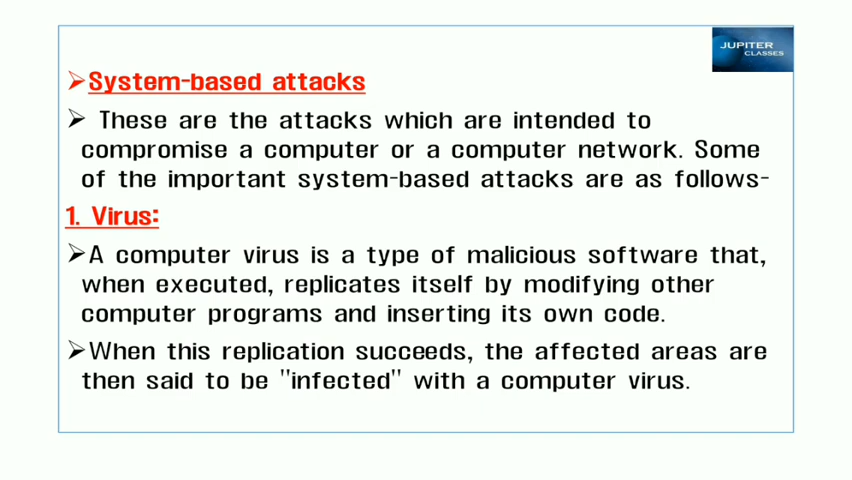 JUPITER
CLASSES
➢System-based attacks
➢ These are the attacks which are intended to
compromise a computer or a computer network. Some
of the important system-based attacks are as follows-
1. Virus:
➢A computer virus is a type of malicious software that,
when executed, replicates itself by modifying other
computer programs and inserting its own code.
➢When this replication succeeds, the affected areas are
then said to be "infected" with a computer virus.